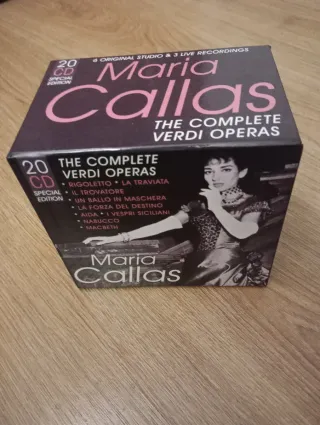 6 ORIGINAL STUDIO & 3 LIVE RECORDINGS
20
CD
SPECIAL
EDITION
Maria
Callas
THE COMPLETE
VERDI OPERAS
20
CD
SPECIAL
EDITION
THE COMPLETE
VERDI OPERAS
• RIGOLETTO • LA TRAVIATA
• IL TROVATORE
• UN BALLO IN MASCHERA
• LA FORZA DEL DESTINO
• AIDA • I VESPRI SICILIANI
• NABUCCO
• MACBETH
Maria
Callas